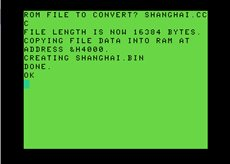 ROM FILE TO CONVERT? SHANGHAI.CC
C
FILE LENGTH IS NOW 16384 BYTES.
COPYING FILE DATA INTO RAM AT
ADDRESS &H4000.
CREATING SHANGHAI.BIN
DONE.
OK